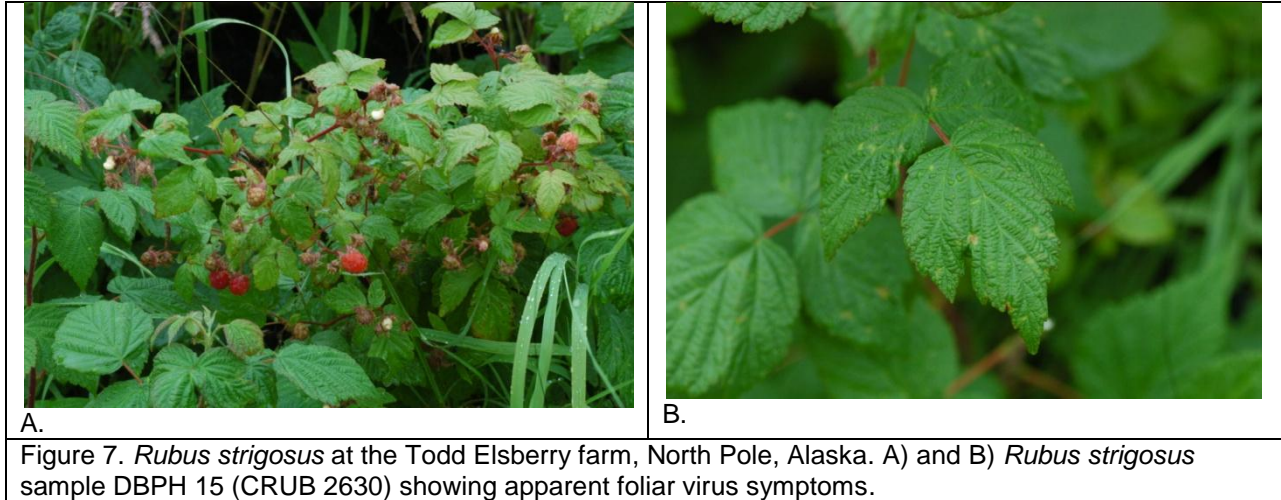 A.
B.
Figure 7. Rubus strigosus at the Todd Elsberry farm, North Pole, Alaska. A) and B) Rubus strigosus
sample DBPH 15 (CRUB 2630) showing apparent foliar virus symptoms.